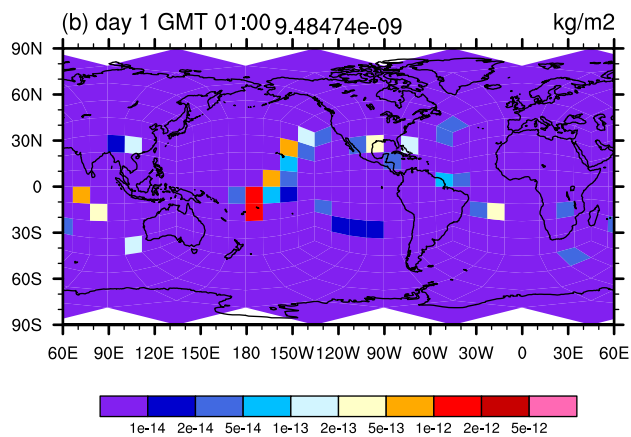 (b) day 1 GMT 01:00 9.48474e-09 kg/m2
90N
60N
30N
0
30S
60S
90S
60E 90E 120E 150E 180 150W 120W 90W 60W 30W 0 30E 60E
1e-14 2e-14 5e-14 1e-13 2e-13 5e-13 1e-12 2e-12 5e-12